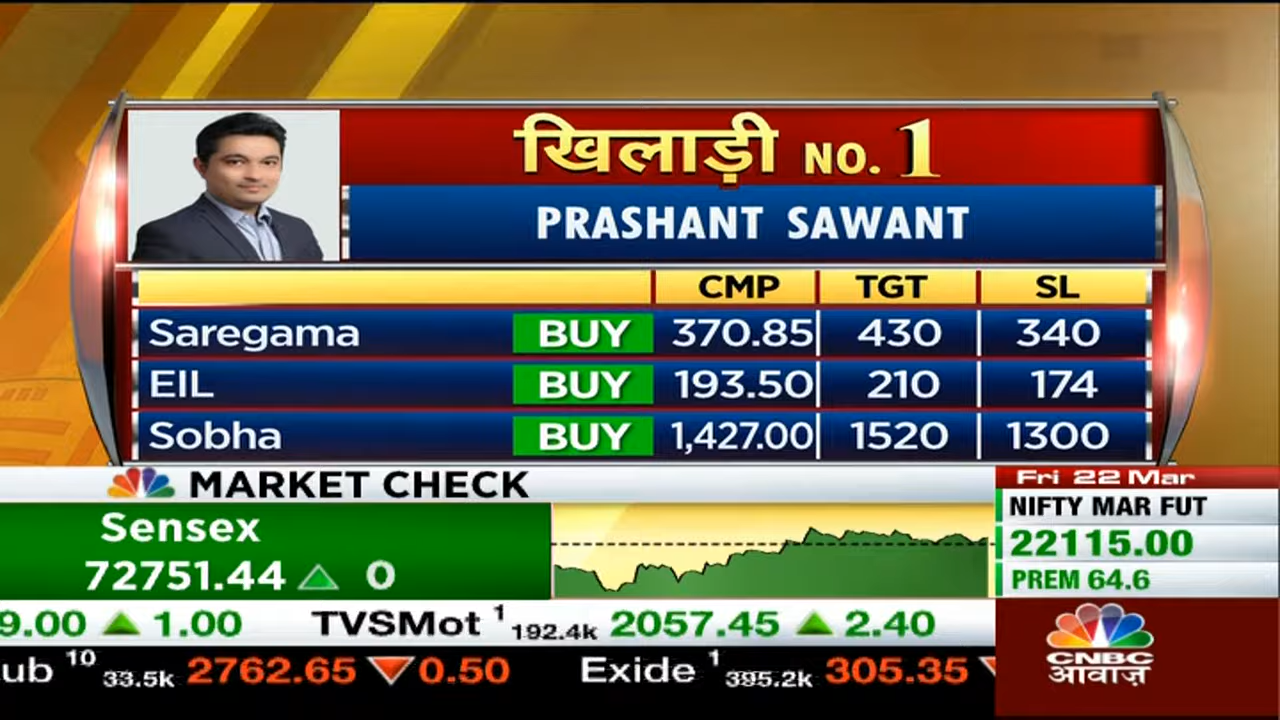 खिलाड़ी NO. 1
PRASHANT SAWANT
CMP TGT SL
Saregama BUY 370.85 430 340
EIL BUY 193.50 210 174
Sobha BUY 1,427.00 1520 1300
MARKET CHECK
Fri 22 Mar
Sensex
72751.44 ▲ 0
NIFTY MAR FUT
22115.00
PREM 64.6
9.00 ▲ 1.00 TVSMot 1 192.4k 2057.45 ▲ 2.40
ub 10 33.5k 2762.65 ▼ 0.50 Exide 1 395.2k 305.35
CNBC
आवाज़